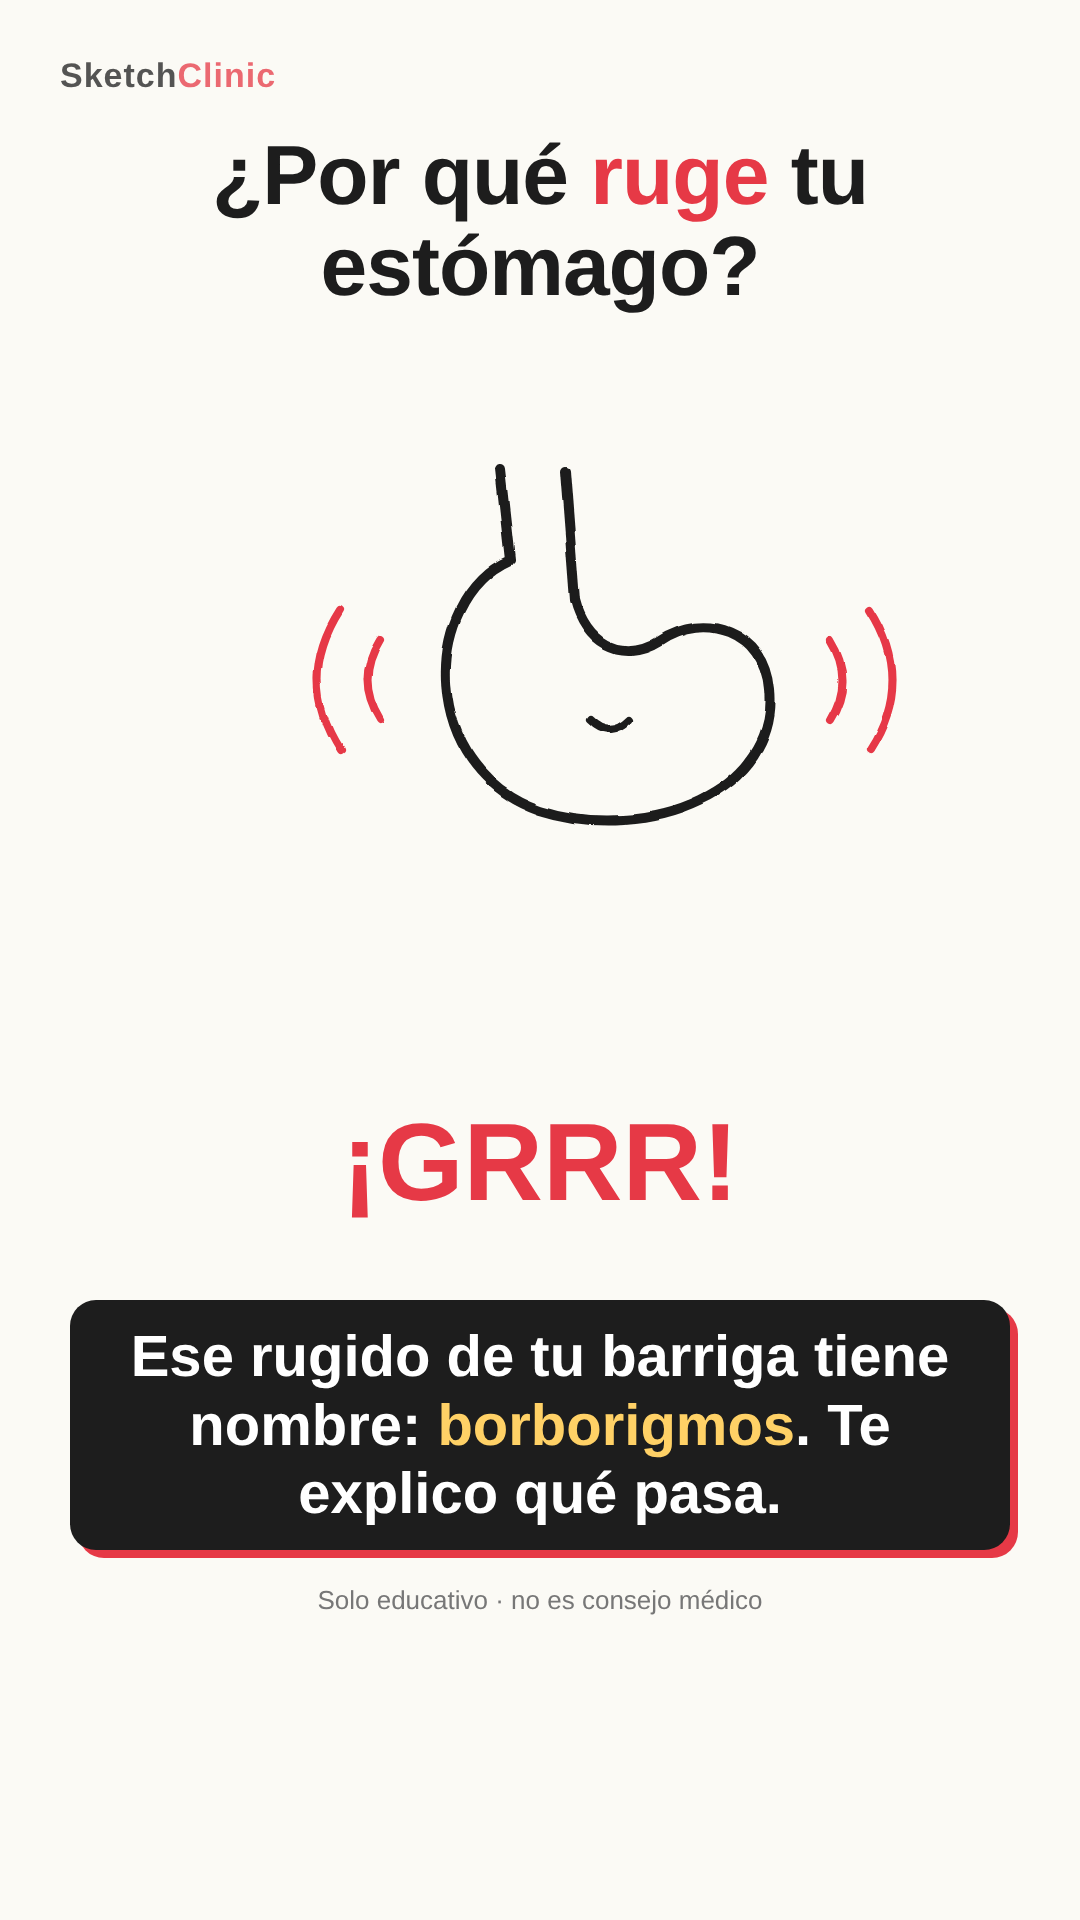 SketchClinic
¿Por qué ruge tu
estómago?
¡GRRR!
Ese rugido de tu barriga tiene
nombre: borborigmos. Te
explico qué pasa.
Solo educativo · no es consejo médico